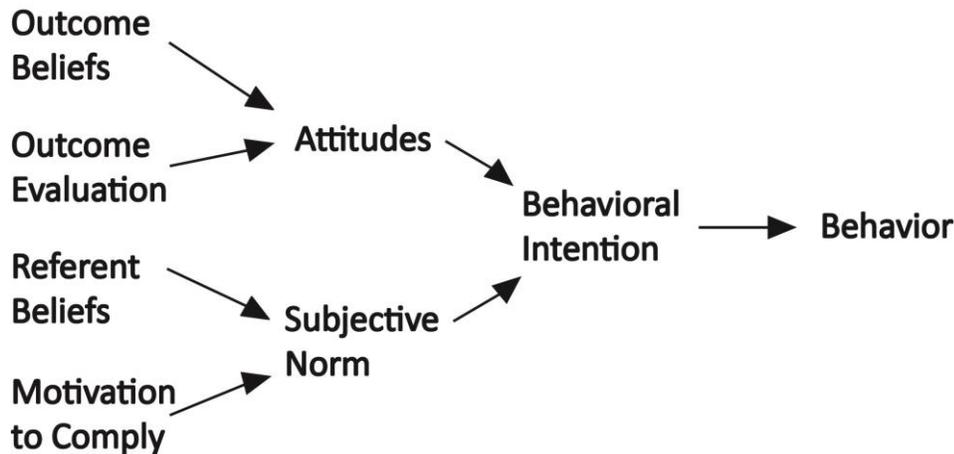 Outcome
Beliefs
Outcome
Evaluation
Attitudes
Referent
Beliefs
Motivation
to Comply
Subjective
Norm
Behavioral
Intention
Behavior